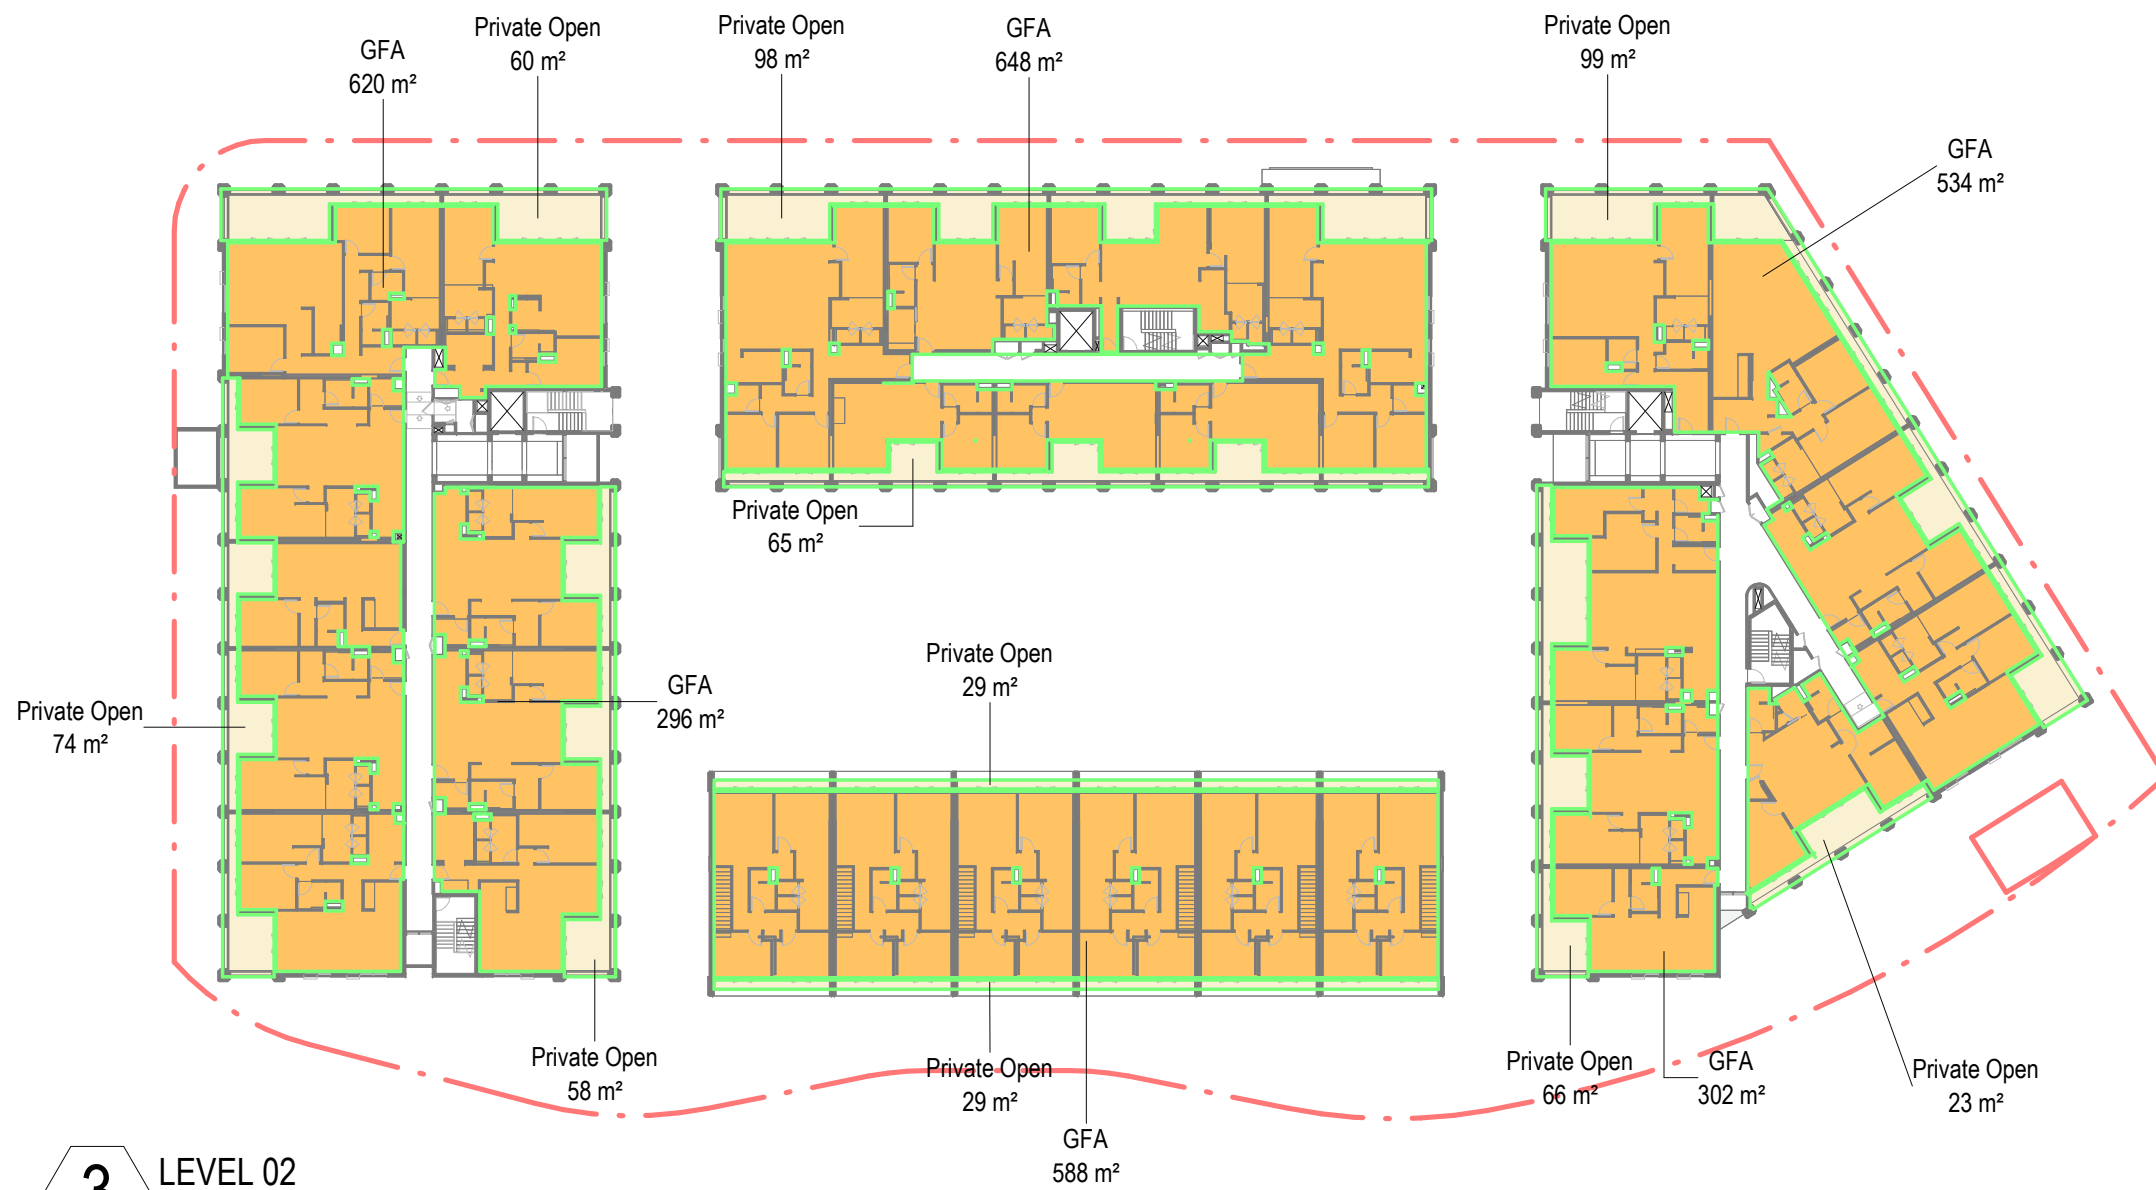 Private Open
60 m²
GFA
620 m²
Private Open
98 m²
GFA
648 m²
Private Open
99 m²
GFA
534 m²
Private Open
65 m²
Private Open
29 m²
GFA
296 m²
Private Open
74 m²
Private Open
58 m²
Private Open
29 m²
GFA
588 m²
Private Open
66 m²
GFA
302 m²
Private Open
23 m²
3
LEVEL 02